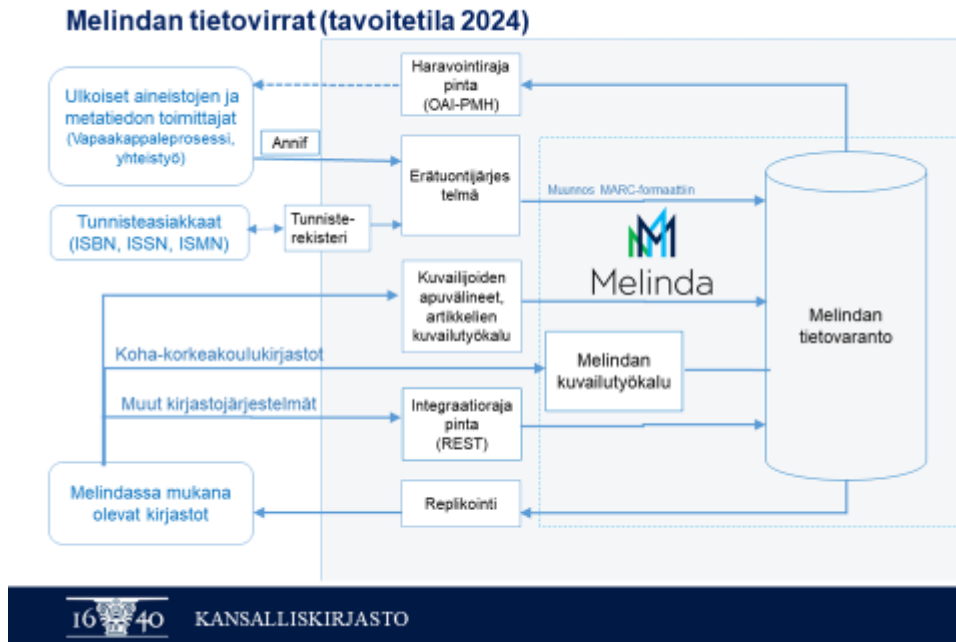 Melindan tietovirrat (tavoitetila 2024)
Ulkoiset aineistojen ja
metatiedon toimittajat
(Vapaakappaleprosessi,
yhteistyö)
Annif
Haravointiraja
pinta
(OAI-PMH)
Erätuontijärjes
telmä
Muunnos MARC-formaattiin
Tunnisteasiakkaat
(ISBN, ISSN, ISMN)
Tunniste-
rekisteri
Melinda
Kuvailijoiden
apuvälineet,
artikkelien
kuvailutyökalu
Melindan
tietovaranto
Koha-korkeakoulukirjastot
Melindan
kuvailutyökalu
Muut kirjastojärjestelmät
Integraatioraja
pinta
(REST)
Melindassa mukana
olevat kirjastot
Replikointi
16 40 KANSALLISKIRJASTO